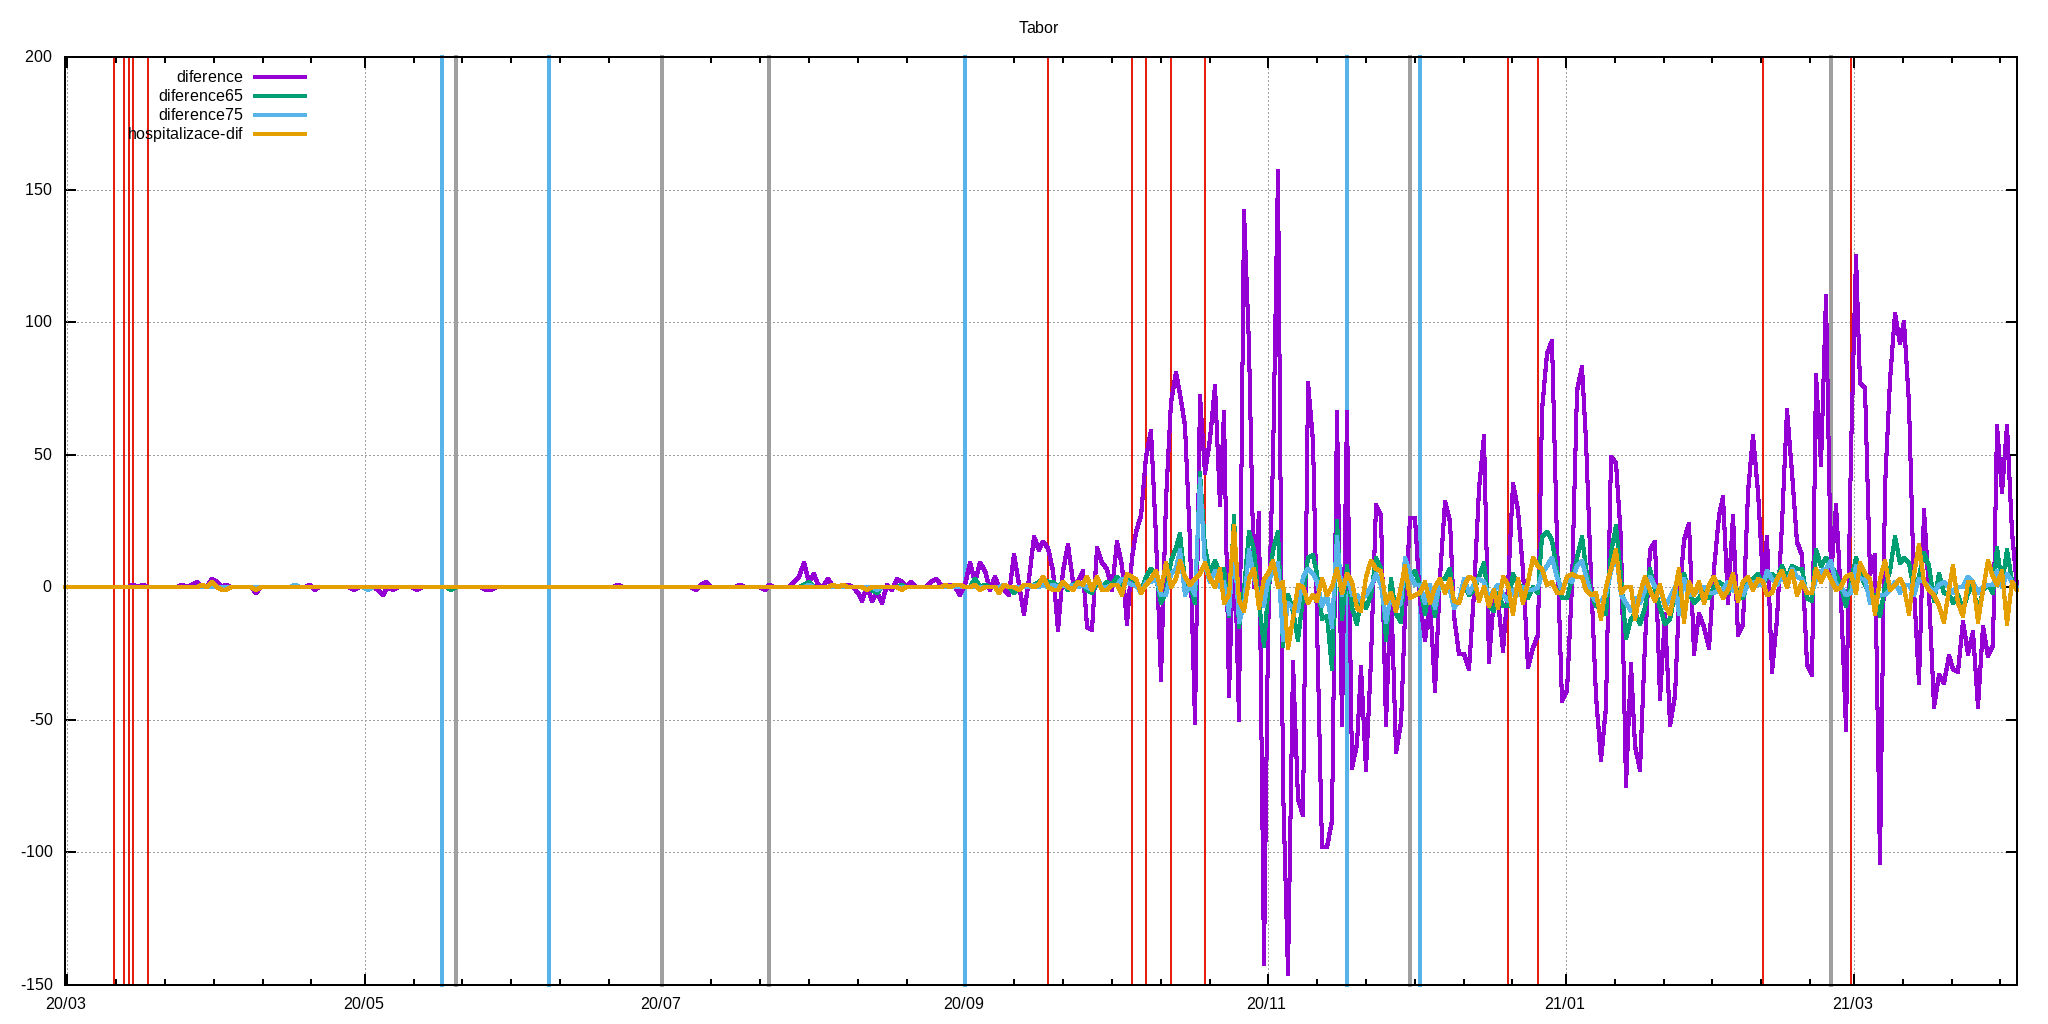 Tabor
200
150
100
50
0
-50
-100
-150
diference
diference65
diference75
hospitalizace-dif
20/03 20/05 20/07 20/09 20/11 21/01 21/03